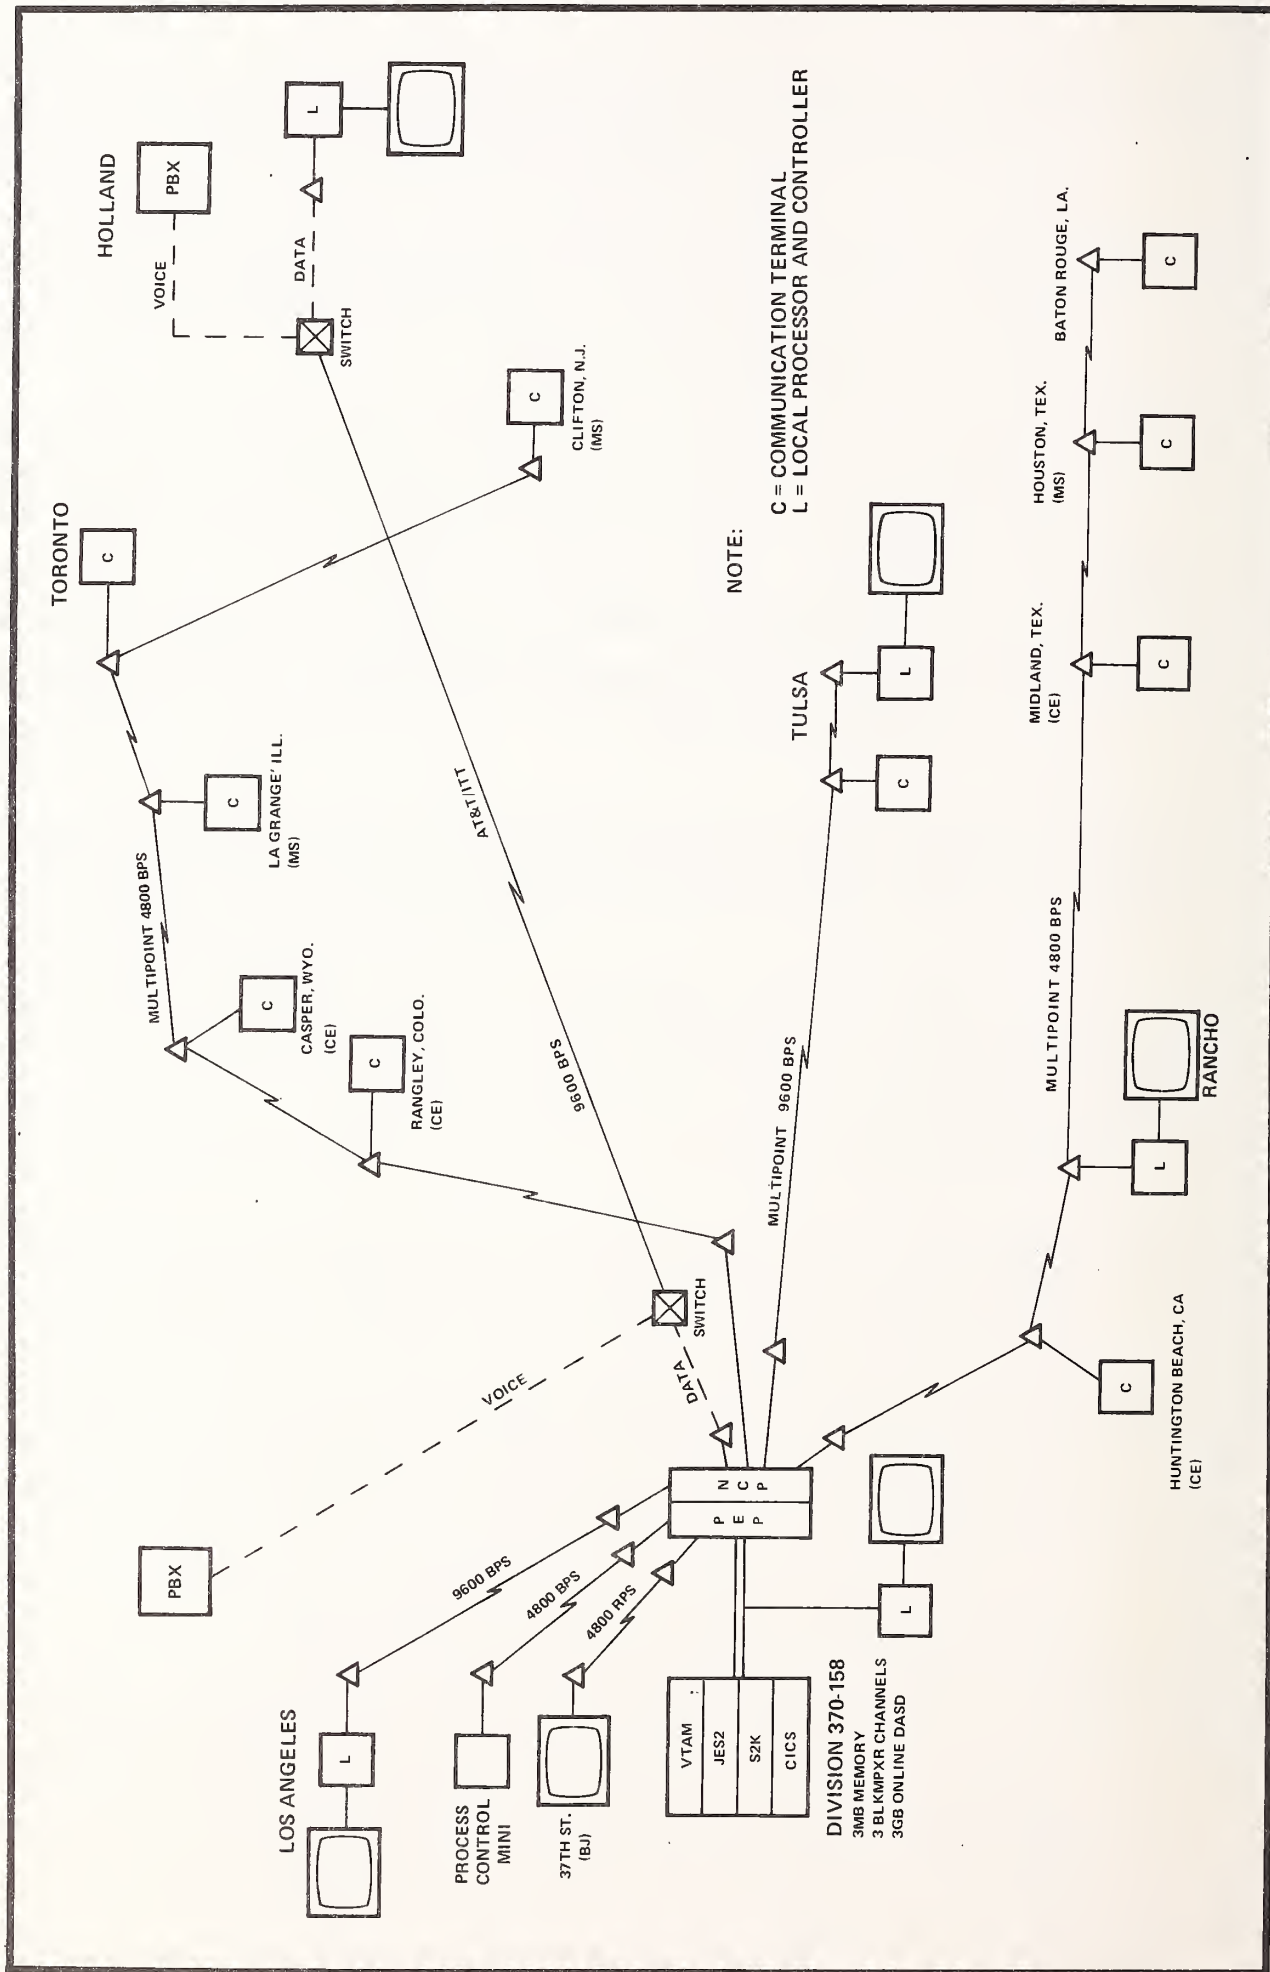 HOLLAND
PBX
VOICE
DATA
L
SWITCH
TORONTO
C
C
CLIFTON, N.J.
(MS)
MULTIPOINT 4800 BPS
C
LA GRANGE' ILL.
(MS)
C
CASPER, WYO.
(CE)
C
RANGLEY, COLO.
(CE)
AT&T/ITT
9600 BPS
PBX
VOICE
SWITCH
DATA
LOS ANGELES
L
9600 BPS
PROCESS
CONTROL
MINI
4800 BPS
37TH ST.
(BJ)
4800 RPS
PEP
NCP
VTAM
JES2
S2K
CICS
DIVISION 370-158
3MB MEMORY
3 BLKMPXR CHANNELS
3GB ONLINE DASD
L
MULTIPOINT 9600 BPS
TULSA
C
L
NOTE:
C = COMMUNICATION TERMINAL
L = LOCAL PROCESSOR AND CONTROLLER
HUNTINGTON BEACH, CA
(CE)
C
L
RANCHO
MULTIPOINT 4800 BPS
MIDLAND, TEX.
(CE)
C
HOUSTON, TEX.
(MS)
C
BATON ROUGE, LA.
C